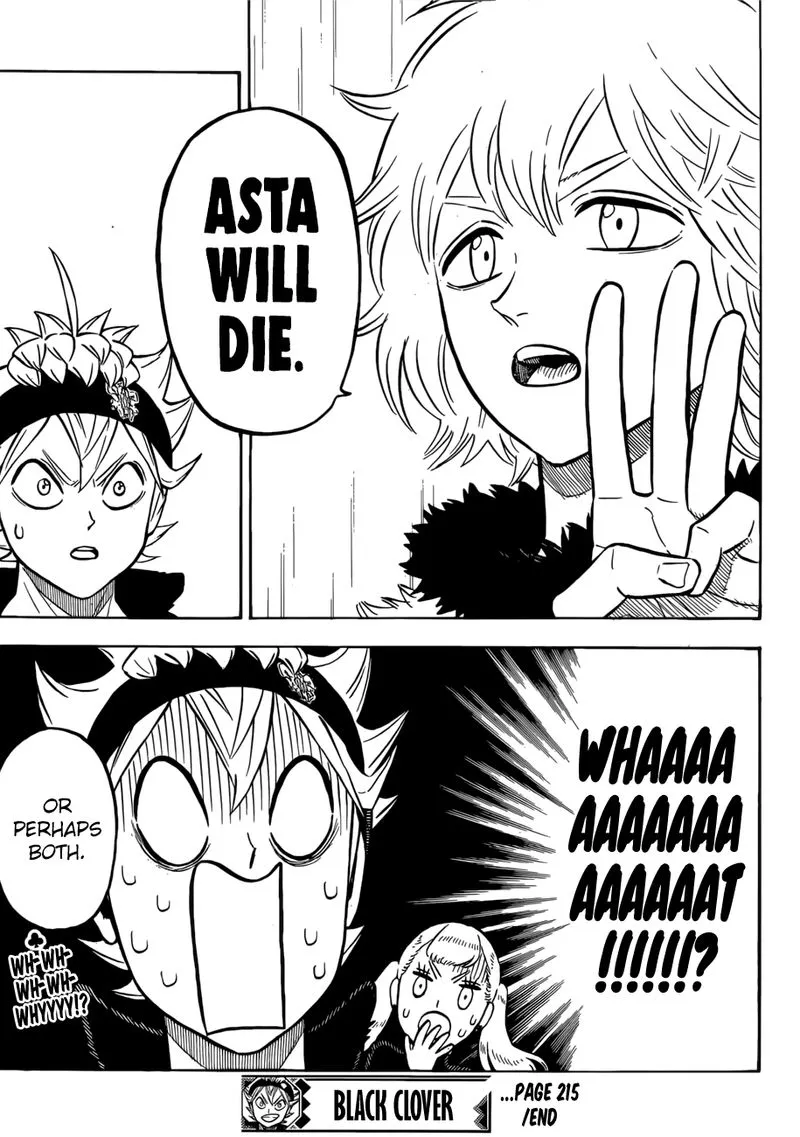 ASTA
WILL
DIE.
WHAAAA
AAAAAAA
AAAAAAT
!!!!!!!?
OR
PERHAPS
BOTH.
WH-WH-
WH-WH-
WHYYYY!?
BLACK CLOVER
...PAGE 215
/END